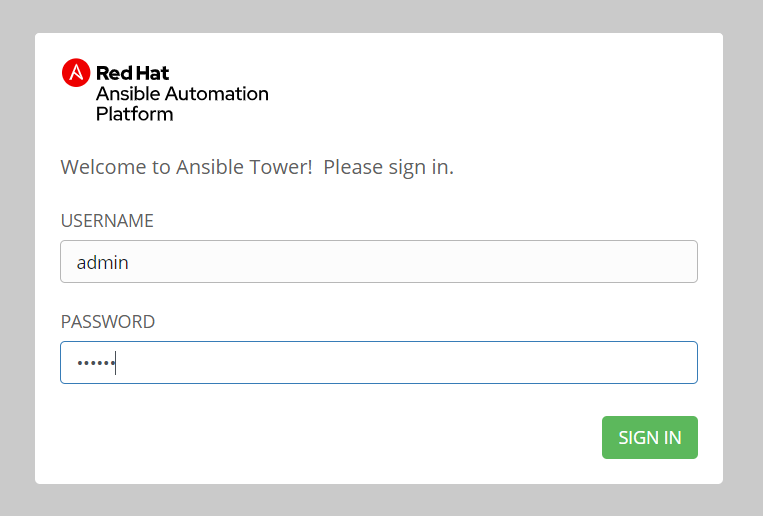 Red Hat
Ansible Automation
Platform
Welcome to Ansible Tower!  Please sign in.
USERNAME
admin
PASSWORD
••••••
SIGN IN